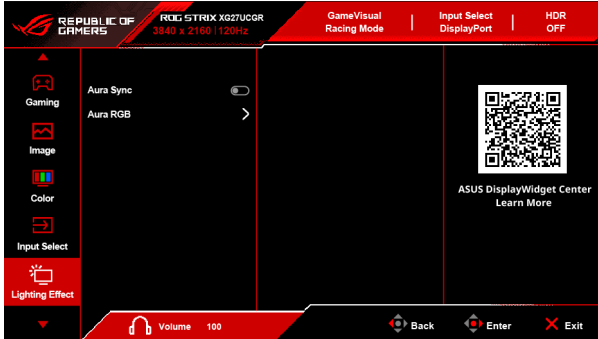 REPUBLIC OF
GAMERS
ROG STRIX XG27UCGR
3840 x 2160 | 120Hz
GameVisual
Racing Mode
Input Select
DisplayPort
HDR
OFF
Gaming
Image
Color
Input Select
Lighting Effect
Aura Sync
Aura RGB
ASUS DisplayWidget Center
Learn More
Volume 100
Back
Enter
Exit